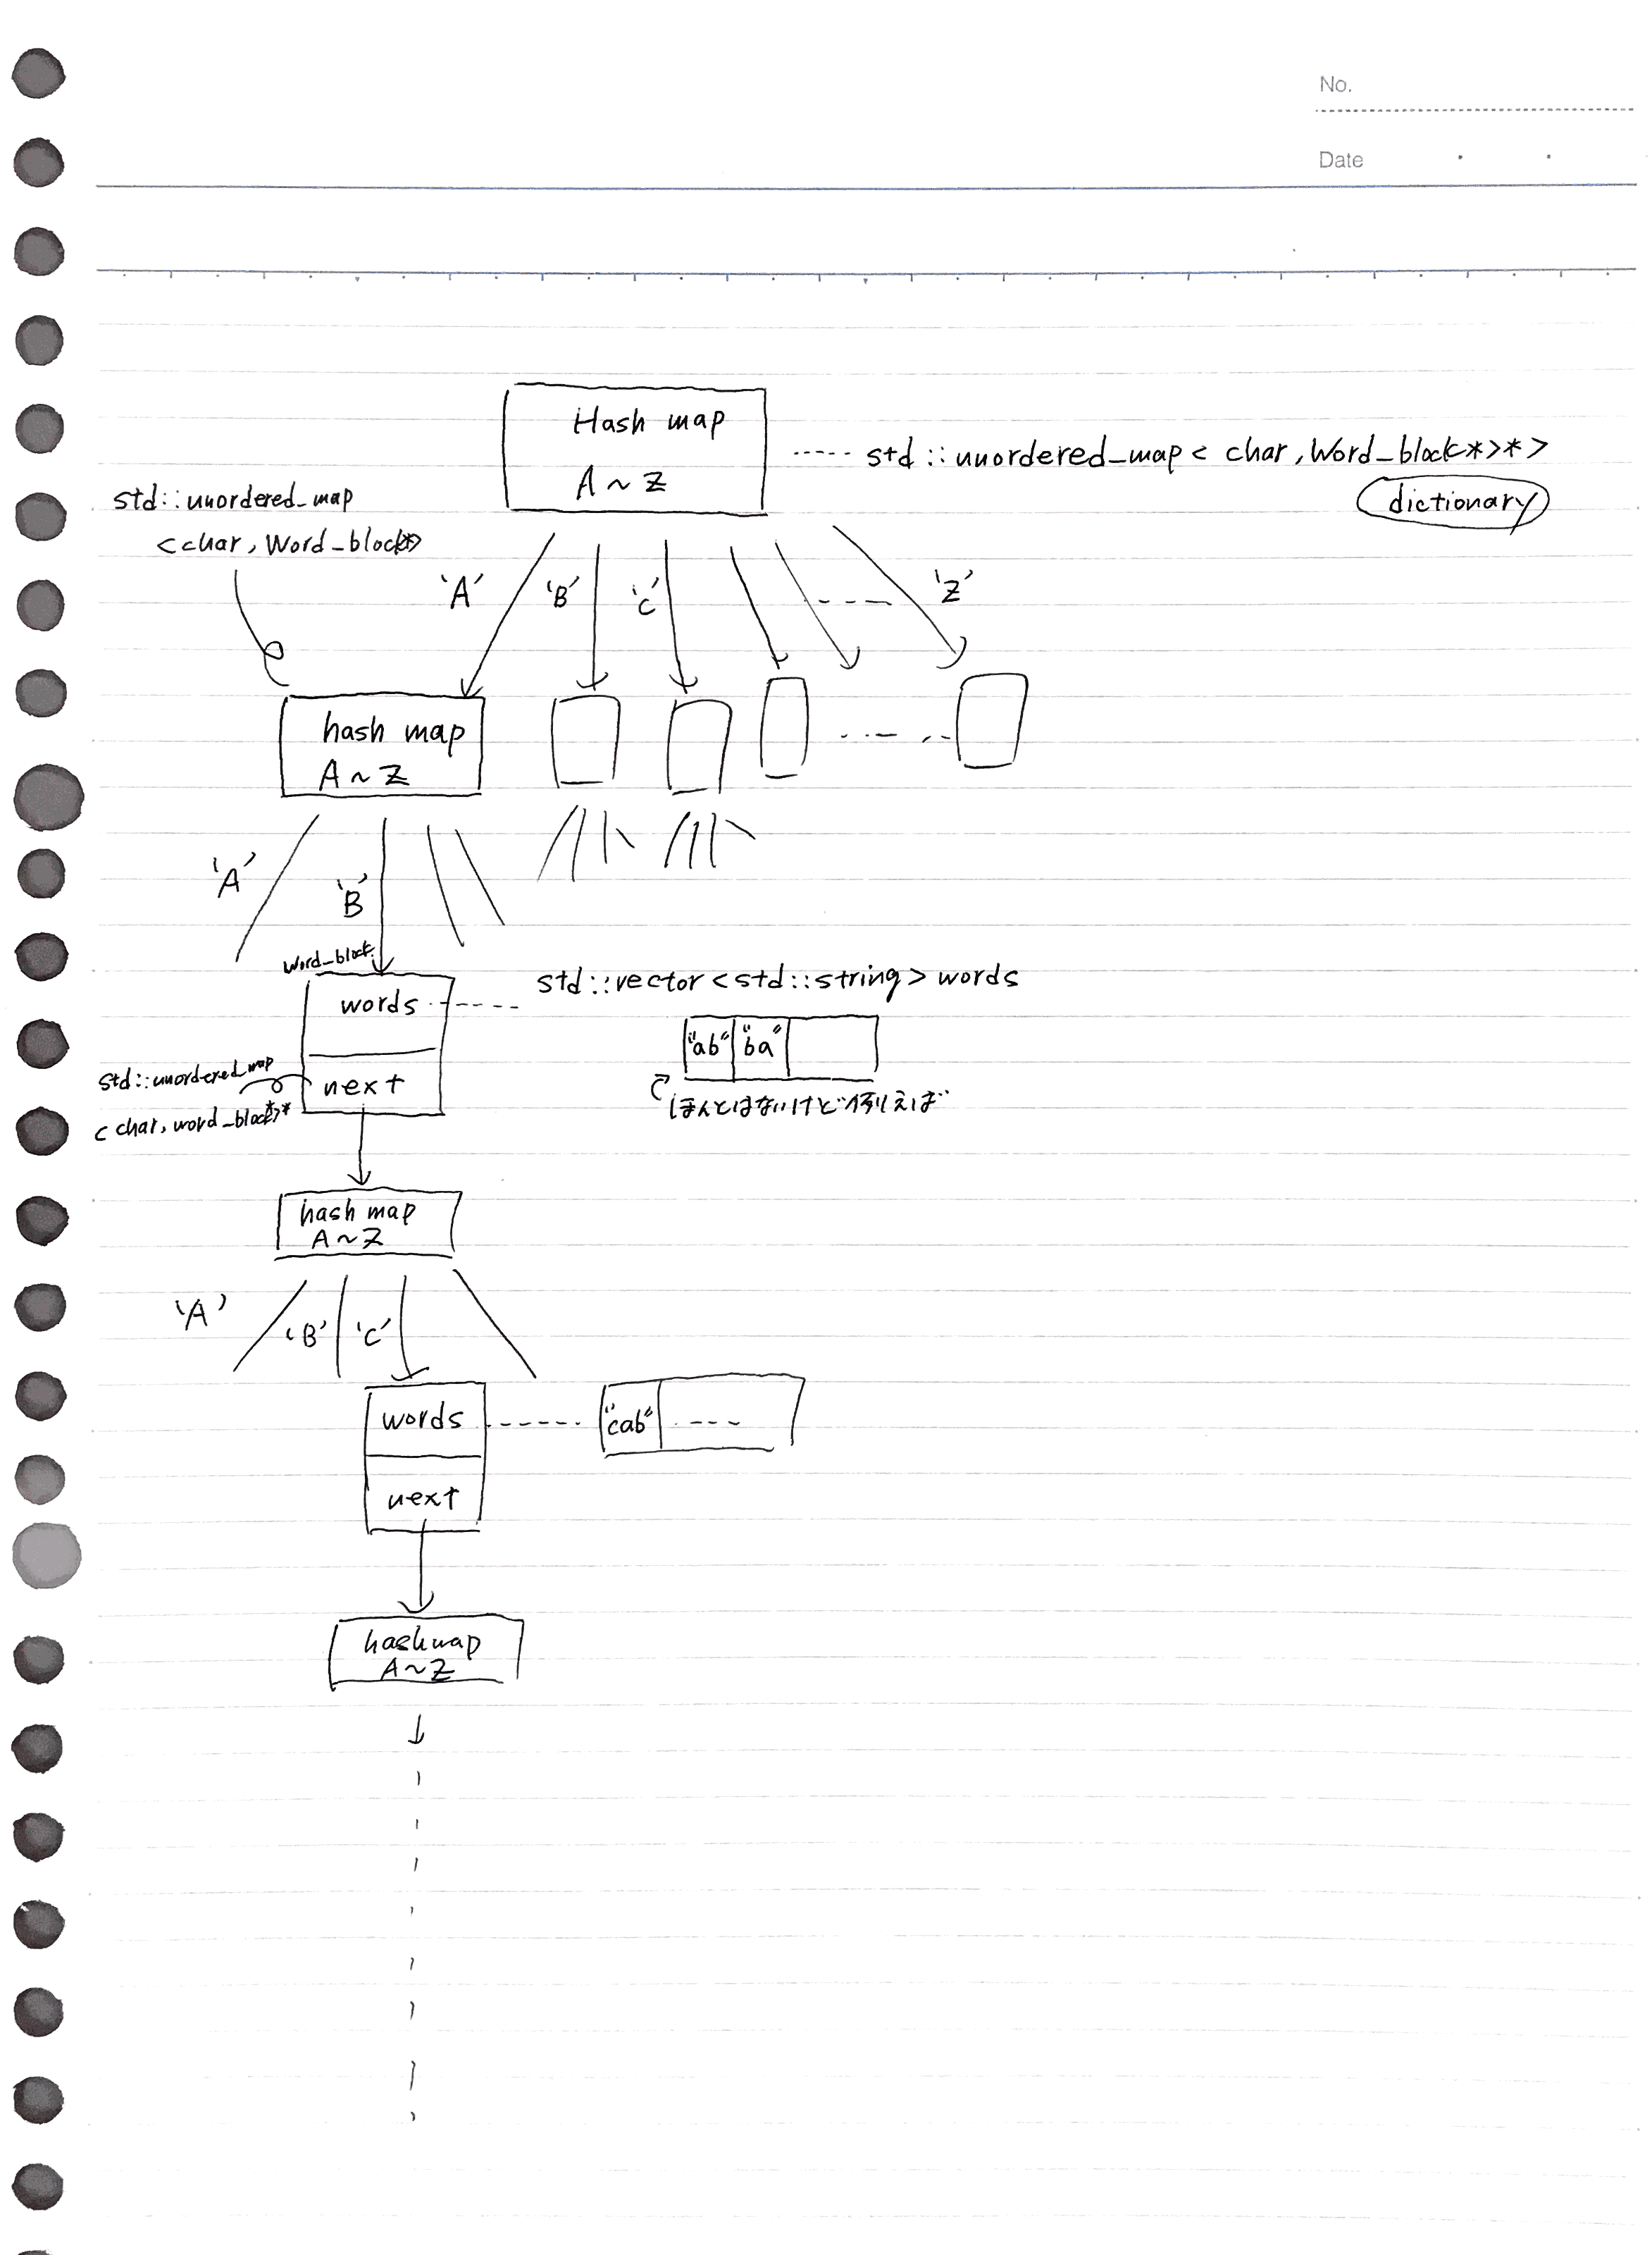 No.
Date
Hash map
A ~ Z
----- std::unordered_map < char, Word_block*>*>
dictionary
std::unordered_map
<char, Word_block*>
'A' 'B' 'C' 'Z'
hash map
A ~ Z
'A'
'B'
Word_block
words
std::vector<std::string> words
"ab" "ba"
ほんとはないけど例えば
next
std::unordered_map
< char, word_block*>*
hash map
A ~ Z
'A' 'B' 'C'
words
"cab"
next
hashmap
A ~ Z